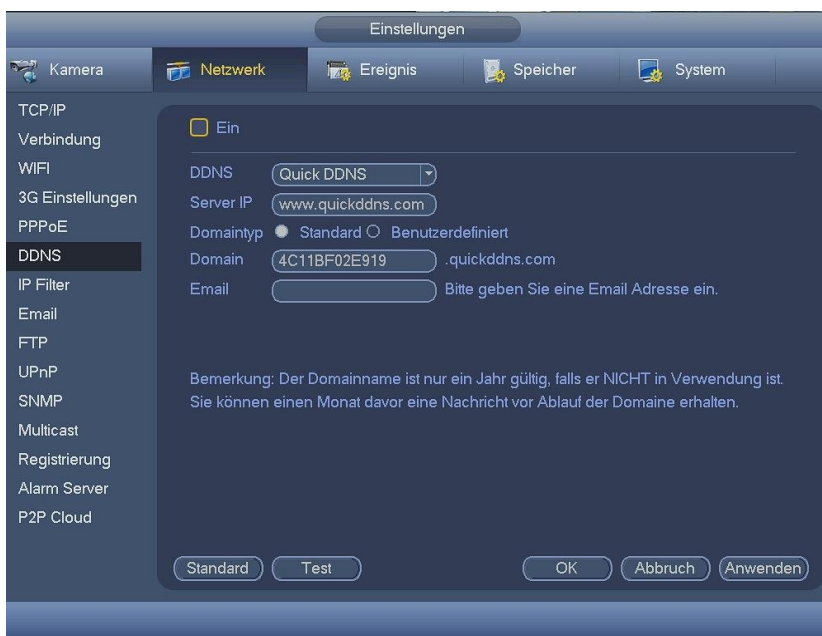 Einstellungen
Kamera Netzwerk Ereignis Speicher System
TCP/IP
Verbindung
WIFI
3G Einstellungen
PPPoE
DDNS
IP Filter
Email
FTP
UPnP
SNMP
Multicast
Registrierung
Alarm Server
P2P Cloud
Ein
DDNS Quick DDNS
Server IP www.quickddns.com
Domaintyp Standard Benutzerdefiniert
Domain 4C11BF02E919 .quickddns.com
Email Bitte geben Sie eine Email Adresse ein.
Bemerkung: Der Domainname ist nur ein Jahr gültig, falls er NICHT in Verwendung ist.
Sie können einen Monat davor eine Nachricht vor Ablauf der Domaine erhalten.
Standard Test OK Abbruch Anwenden